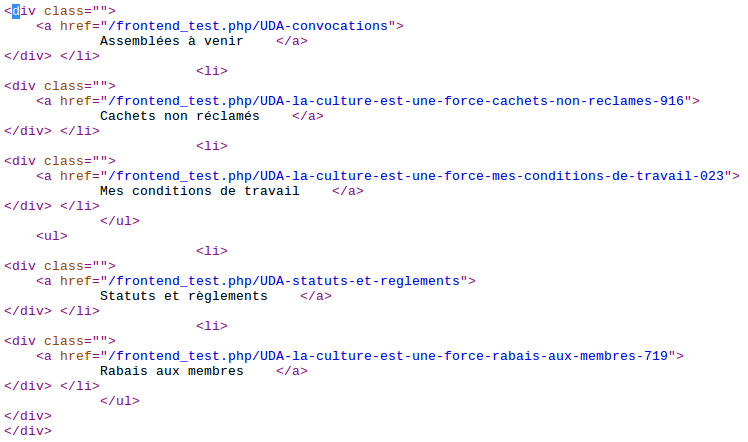 <div class="">
<a href="/frontend_test.php/UDA-convocations">
Assemblées à venir </a>
</div> </li>
<li>
<div class="">
<a href="/frontend_test.php/UDA-la-culture-est-une-force-cachets-non-reclames-916">
Cachets non réclamés </a>
</div> </li>
<li>
<div class="">
<a href="/frontend_test.php/UDA-la-culture-est-une-force-mes-conditions-de-travail-023">
Mes conditions de travail </a>
</div> </li>
</ul>
<ul>
<li>
<div class="">
<a href="/frontend_test.php/UDA-statuts-et-reglements">
Statuts et règlements </a>
</div> </li>
<li>
<div class="">
<a href="/frontend_test.php/UDA-la-culture-est-une-force-rabais-aux-membres-719">
Rabais aux membres </a>
</div> </li>
</ul>
</div>
</div>